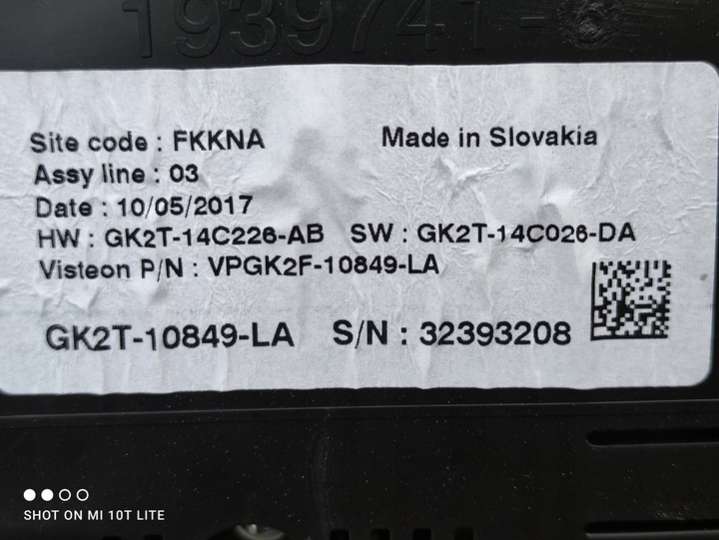 1939741-
Site code : FKKNA Made in Slovakia
Assy line : 03
Date : 10/05/2017
HW : GK2T-14C226-AB SW : GK2T-14C026-DA
Visteon P/N : VPGK2F-10849-LA
GK2T-10849-LA S/N : 32393208
SHOT ON MI 10T LITE